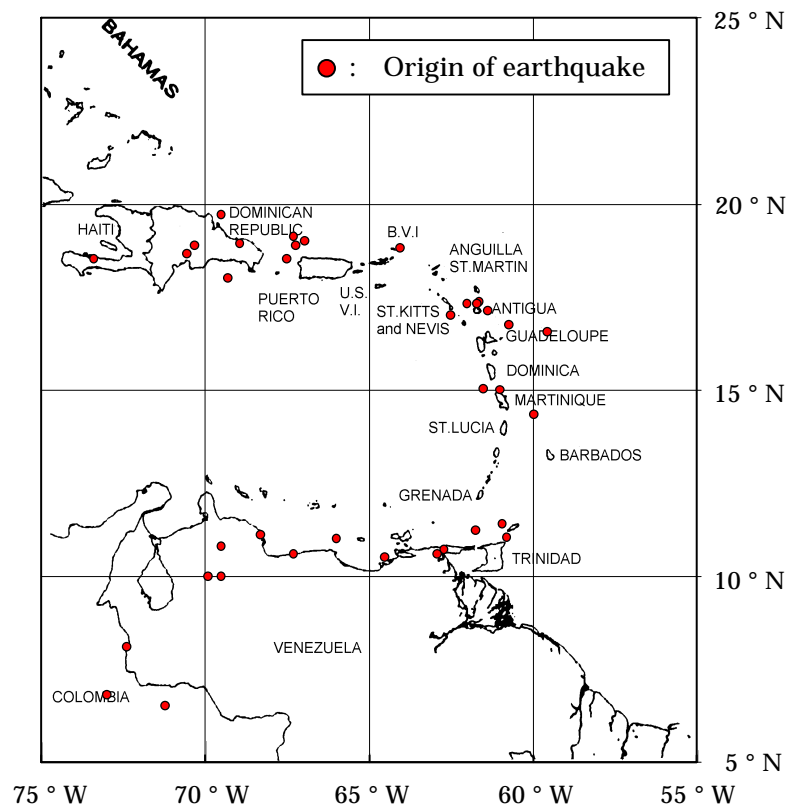 BAHAMAS
25 ° N
: Origin of earthquake
20 ° N
HAITI
DOMINICAN
REPUBLIC
B.V.I
ANGUILLA
ST.MARTIN
PUERTO
RICO
U.S.
V.I.
ST.KITTS
and NEVIS
ANTIGUA
GUADELOUPE
DOMINICA
15 ° N
MARTINIQUE
ST.LUCIA
BARBADOS
GRENADA
TRINIDAD
10 ° N
VENEZUELA
COLOMBIA
5 ° N
75 ° W
70 ° W
65 ° W
60 ° W
55 ° W